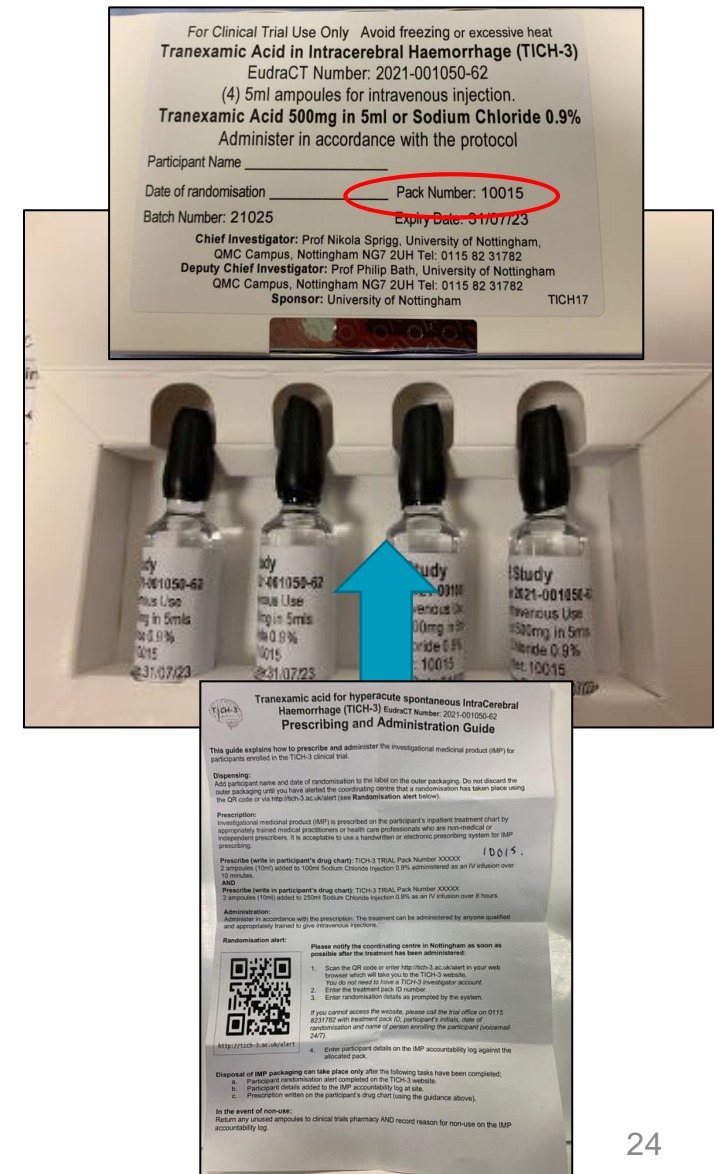 For Clinical Trial Use Only Avoid freezing or excessive heat
Tranexamic Acid in Intracerebral Haemorrhage (TICH-3)
EudraCT Number: 2021-001050-62
(4) 5ml ampoules for intravenous injection.
Tranexamic Acid 500mg in 5ml or Sodium Chloride 0.9%
Administer in accordance with the protocol
Participant Name
Date of randomisation Pack Number: 10015
Batch Number: 21025 Expiry Date: 31/07/23
Chief Investigator: Prof Nikola Sprigg, University of Nottingham,
QMC Campus, Nottingham NG7 2UH Tel: 0115 82 31782
Deputy Chief Investigator: Prof Philip Bath, University of Nottingham
QMC Campus, Nottingham NG7 2UH Tel: 0115 82 31782
Sponsor: University of Nottingham TICH17
Study
2021-001050-62
0.9%
10015
31/07/23
TICH-3
Tranexamic acid for hyperacute spontaneous IntraCerebral
Haemorrhage (TICH-3) EudraCT Number: 2021-001050-62
Prescribing and Administration Guide
This guide explains how to prescribe and administer the investigational medicinal product (IMP) for
participants enrolled in the TICH-3 clinical trial.
Dispensing:
Add participant name and date of randomisation to the label on the outer packaging. Do not discard the
outer packaging until you have alerted the coordinating centre that a randomisation has taken place using
the QR code or via http://tich-3.ac.uk/alert (see Randomisation alert below).
Prescription:
Investigational medicinal product (IMP) is prescribed on the participant's inpatient treatment chart by
appropriately trained medical practitioners or health care professionals who are non-medical or
independent prescribers. It is acceptable to use a handwritten or electronic prescribing system for IMP
prescribing.
10015.
Prescribe (write in participant's drug chart): TICH-3 TRIAL Pack Number XXXXX
2 ampoules (10ml) added to 100ml Sodium Chloride Injection 0.9% administered as an IV infusion over
10 minutes.
AND
Prescribe (write in participant's drug chart): TICH-3 TRIAL Pack Number XXXXX
2 ampoules (10ml) added to 250ml Sodium Chloride Injection 0.9% as an IV infusion over 8 hours.
Administration:
Administer in accordance with the prescription. The treatment can be administered by anyone qualified
and appropriately trained to give intravenous injections.
Randomisation alert:
Please notify the coordinating centre in Nottingham as soon as
possible after the treatment has been administered:
1. Scan the QR code or enter http://tich-3.ac.uk/alert in your web
browser which will take you to the TICH-3 website.
You do not need to have a TICH-3 investigator account.
2. Enter the treatment pack ID number.
3. Enter randomisation details as prompted by the system.
If you cannot access the website, please call the trial office on 0115
8231782 with treatment pack ID, participant's initials, date of
randomisation and name of person enrolling the participant (voicemail
24/7).
http://tich-3.ac.uk/alert
4. Enter participant details on the IMP accountability log against the
allocated pack.
Disposal of IMP packaging can take place only after the following tasks have been completed;
a. Participant randomisation alert completed on the TICH-3 website.
b. Participant details added to the IMP accountability log at site.
c. Prescription written on the participant's drug chart (using the guidance above).
In the event of non-use:
Return any unused ampoules to clinical trials pharmacy AND record reason for non-use on the IMP
accountability log.
24